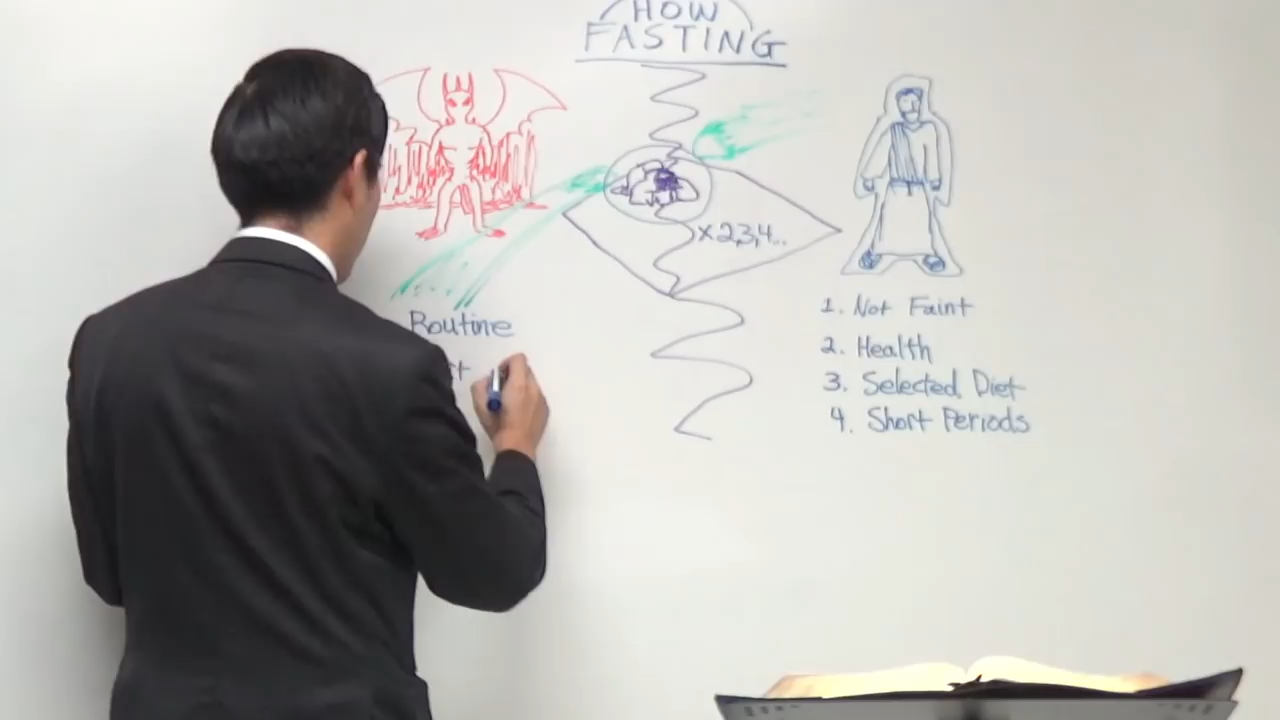 HOW
FASTING
x2,3,4..
Routine
1. Not Faint
2. Health
3. Selected Diet
4. Short Periods